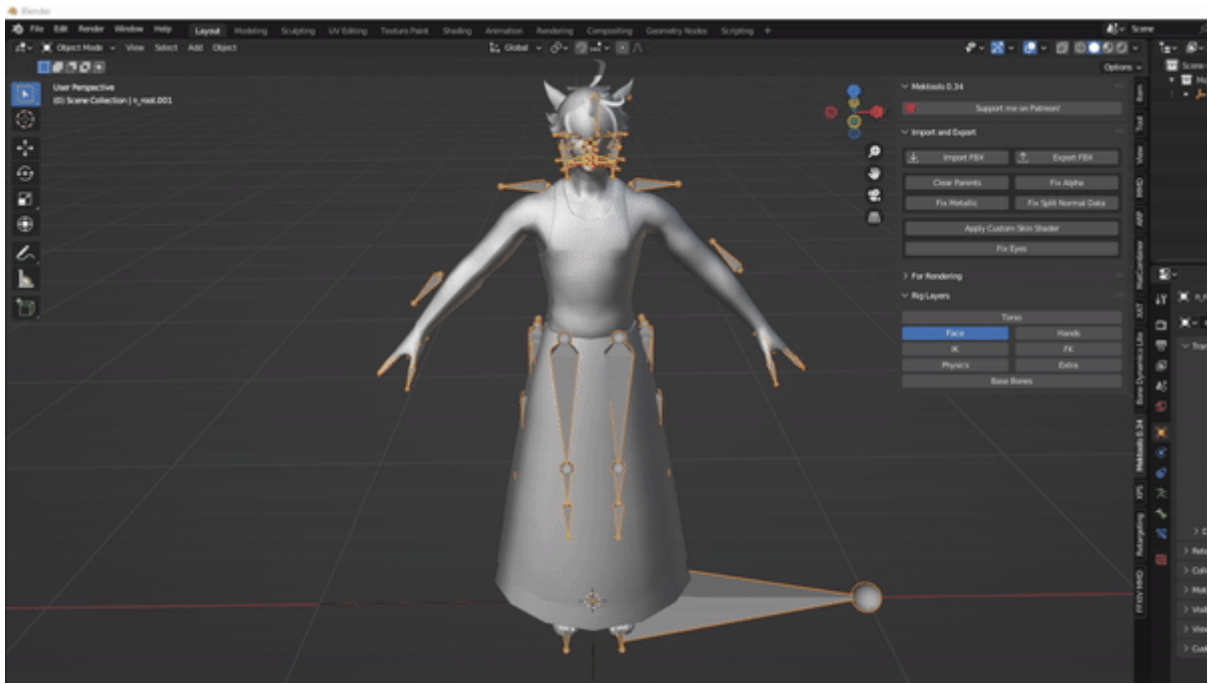 Blender
File Edit Render Window Help Layout Modeling Sculpting UV Editing Texture Paint Shading Animation Rendering Compositing Geometry Nodes Scripting + Scene
Object Mode View Select Add Object Global
Options
User Perspective
(0) Scene Collection | n_root.001
Mektools 0.34
Support me on Patreon!
Import and Export
Import FBX Export FBX
Clear Parents Fix Alpha
Fix Metallic Fix Split Normal Data
Apply Custom Skin Shader
Fix Eyes
For Rendering
Rig Layers
Torso
Face Hands
IK FK
Physics Extra
Base Bones
Item
Tool
View
MMD
ARP
MatCombiner
Bone Dynamics Lite
Mektools 0.34
XPS
Retargeting
FFXIV MMD
Scene